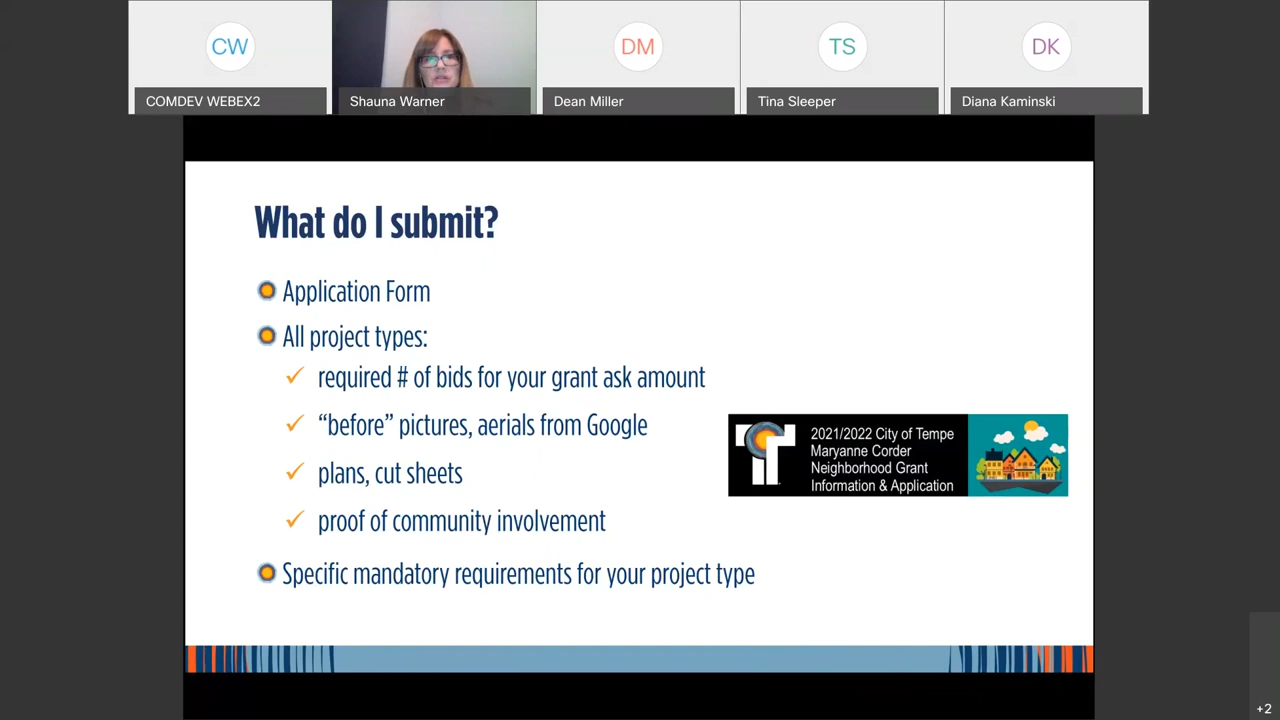 CW
DM
TS
DK
COMDEV WEBEX2
Shauna Warner
Dean Miller
Tina Sleeper
Diana Kaminski
What do I submit?
Application Form
All project types:
required # of bids for your grant ask amount
“before” pictures, aerials from Google
plans, cut sheets
proof of community involvement
Specific mandatory requirements for your project type
2021/2022 City of Tempe
Maryanne Corder
Neighborhood Grant
Information & Application
+2